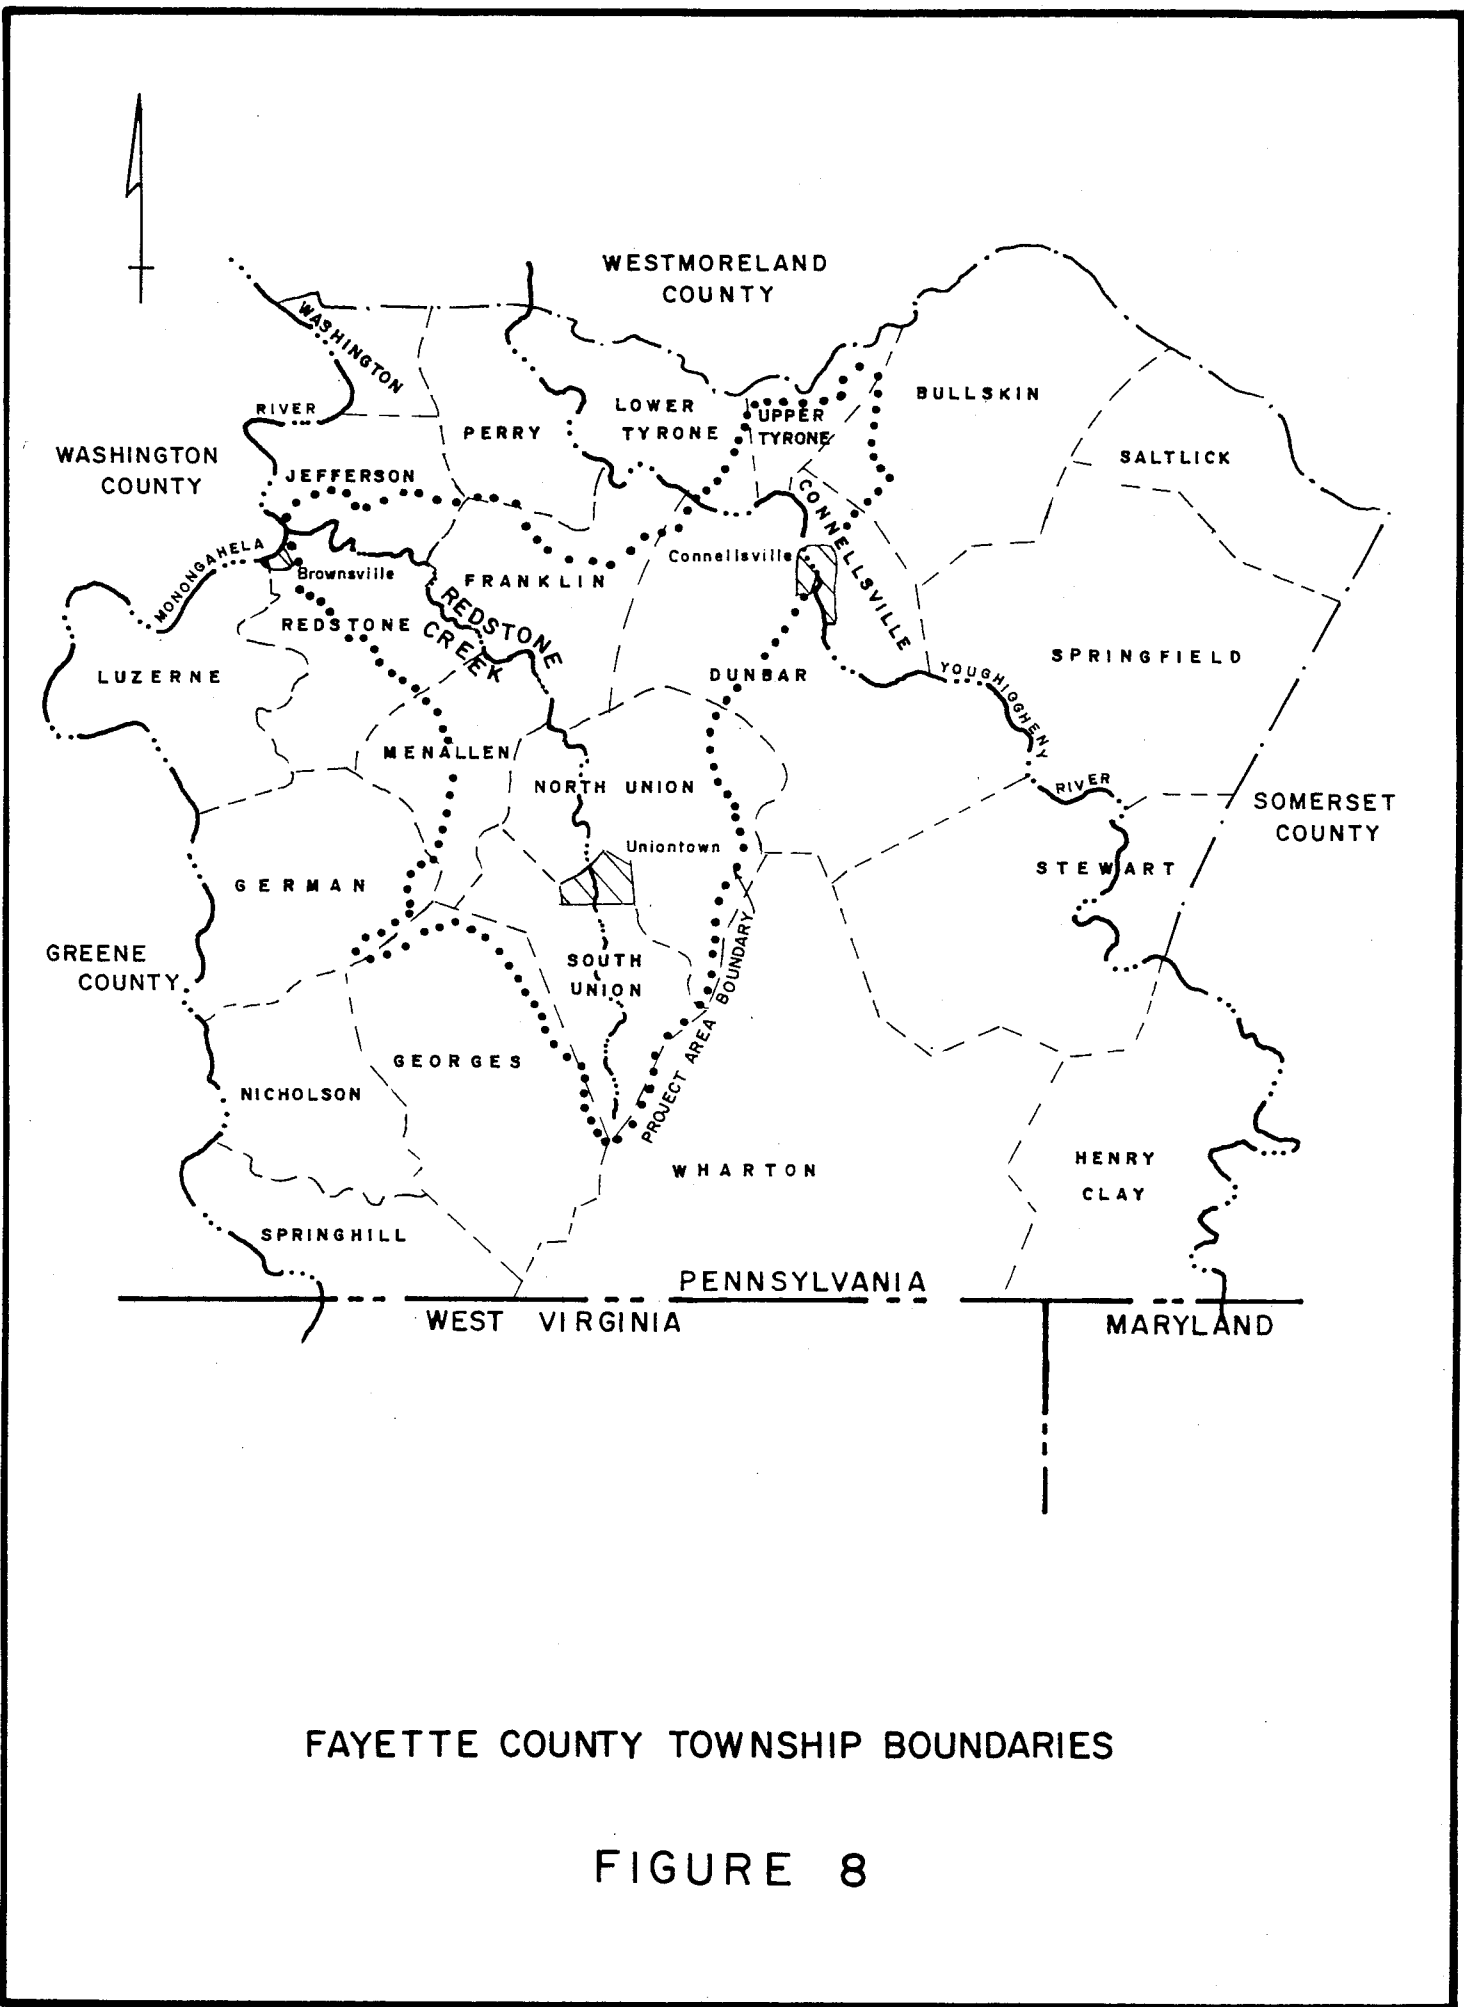 WESTMORELAND
COUNTY
WASHINGTON
BULLSKIN
RIVER
LOWER
TYRONE
UPPER
TYRONE
PERRY
WASHINGTON
COUNTY
SALTLICK
JEFFERSON
CONNELLSVILLE
MONONGAHELA
Connellsville
Brownsville
FRANKLIN
REDSTONE
REDSTONE
CREEK
LUZERNE
DUNBAR
SPRINGFIELD
YOUGHIGGHENY
RIVER
MENALLEN
NORTH UNION
SOMERSET
COUNTY
Uniontown
STEWART
GERMAN
GREENE
COUNTY
SOUTH
UNION
PROJECT AREA BOUNDARY
GEORGES
NICHOLSON
WHARTON
HENRY
CLAY
SPRINGHILL
PENNSYLVANIA
WEST VIRGINIA
MARYLAND
FAYETTE COUNTY TOWNSHIP BOUNDARIES
FIGURE 8